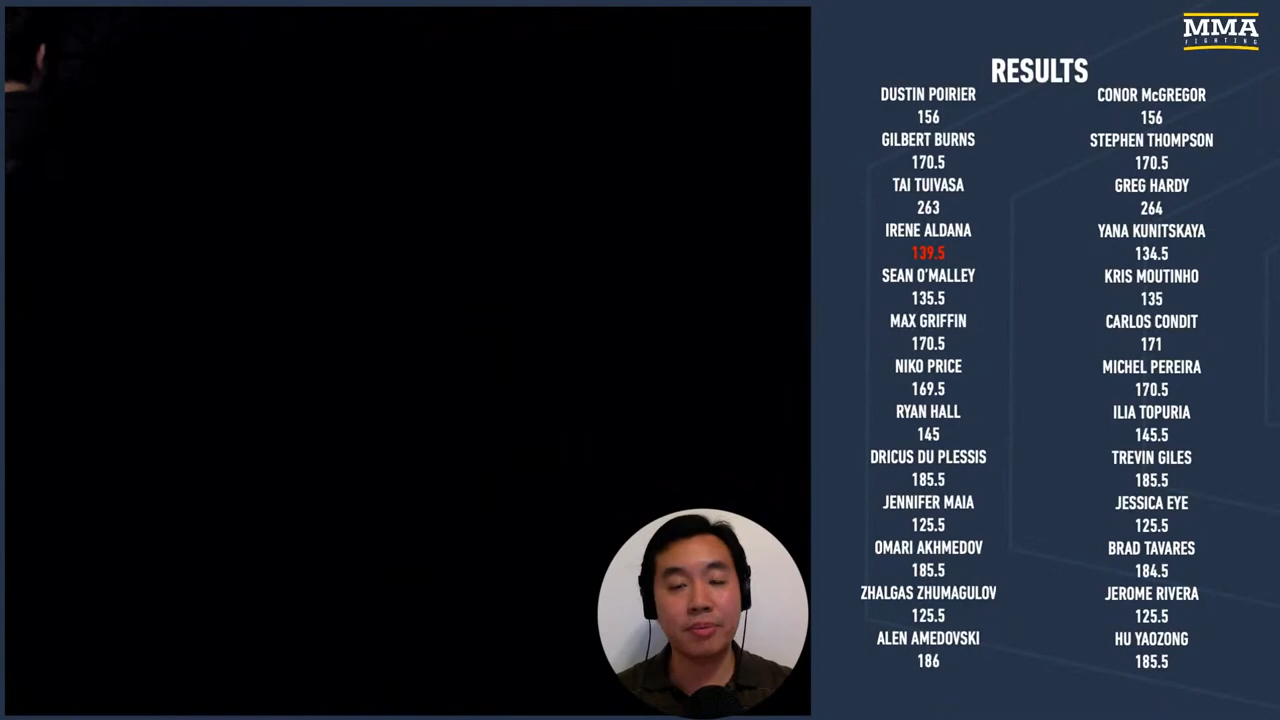 MMA
FIGHTING
RESULTS
DUSTIN POIRIER CONOR McGREGOR
156 156
GILBERT BURNS STEPHEN THOMPSON
170.5 170.5
TAI TUIVASA GREG HARDY
263 264
IRENE ALDANA YANA KUNITSKAYA
139.5 134.5
SEAN O'MALLEY KRIS MOUTINHO
135.5 135
MAX GRIFFIN CARLOS CONDIT
170.5 171
NIKO PRICE MICHEL PEREIRA
169.5 170.5
RYAN HALL ILIA TOPURIA
145 145.5
DRICUS DU PLESSIS TREVIN GILES
185.5 185.5
JENNIFER MAIA JESSICA EYE
125.5 125.5
OMARI AKHMEDOV BRAD TAVARES
185.5 184.5
ZHALGAS ZHUMAGULOV JEROME RIVERA
125.5 125.5
ALEN AMEDOVSKI HU YAOZONG
186 185.5